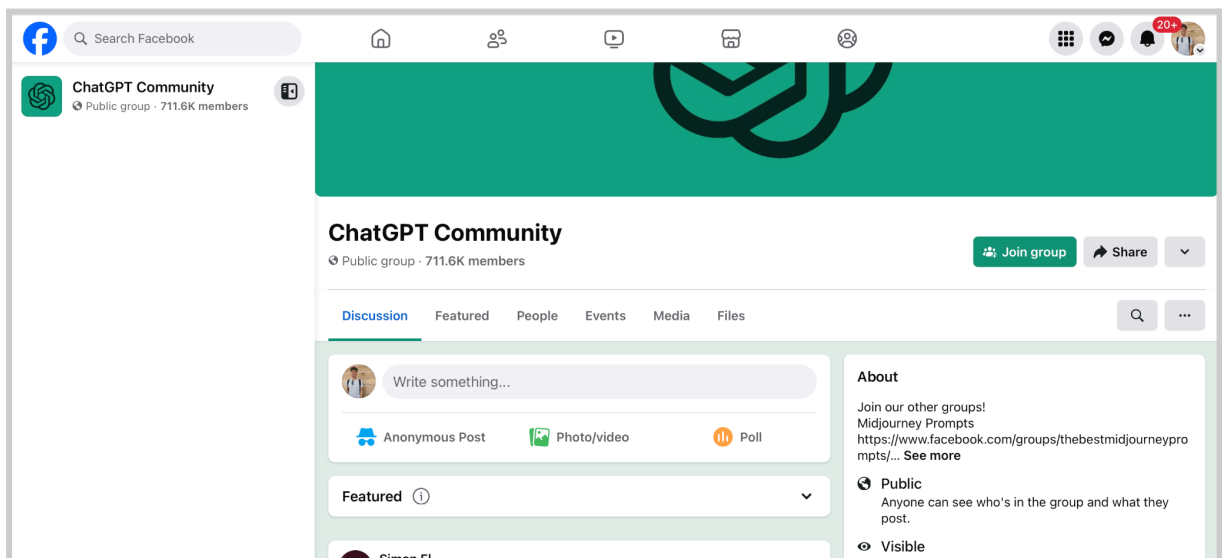 Search Facebook
20+
ChatGPT Community
Public group · 711.6K members
ChatGPT Community
Public group · 711.6K members
Join group
Share
Discussion
Featured
People
Events
Media
Files
Write something...
Anonymous Post
Photo/video
Poll
Featured
About
Join our other groups!
Midjourney Prompts
https://www.facebook.com/groups/thebestmidjourneypro
mpts/... See more
Public
Anyone can see who's in the group and what they
post.
Visible